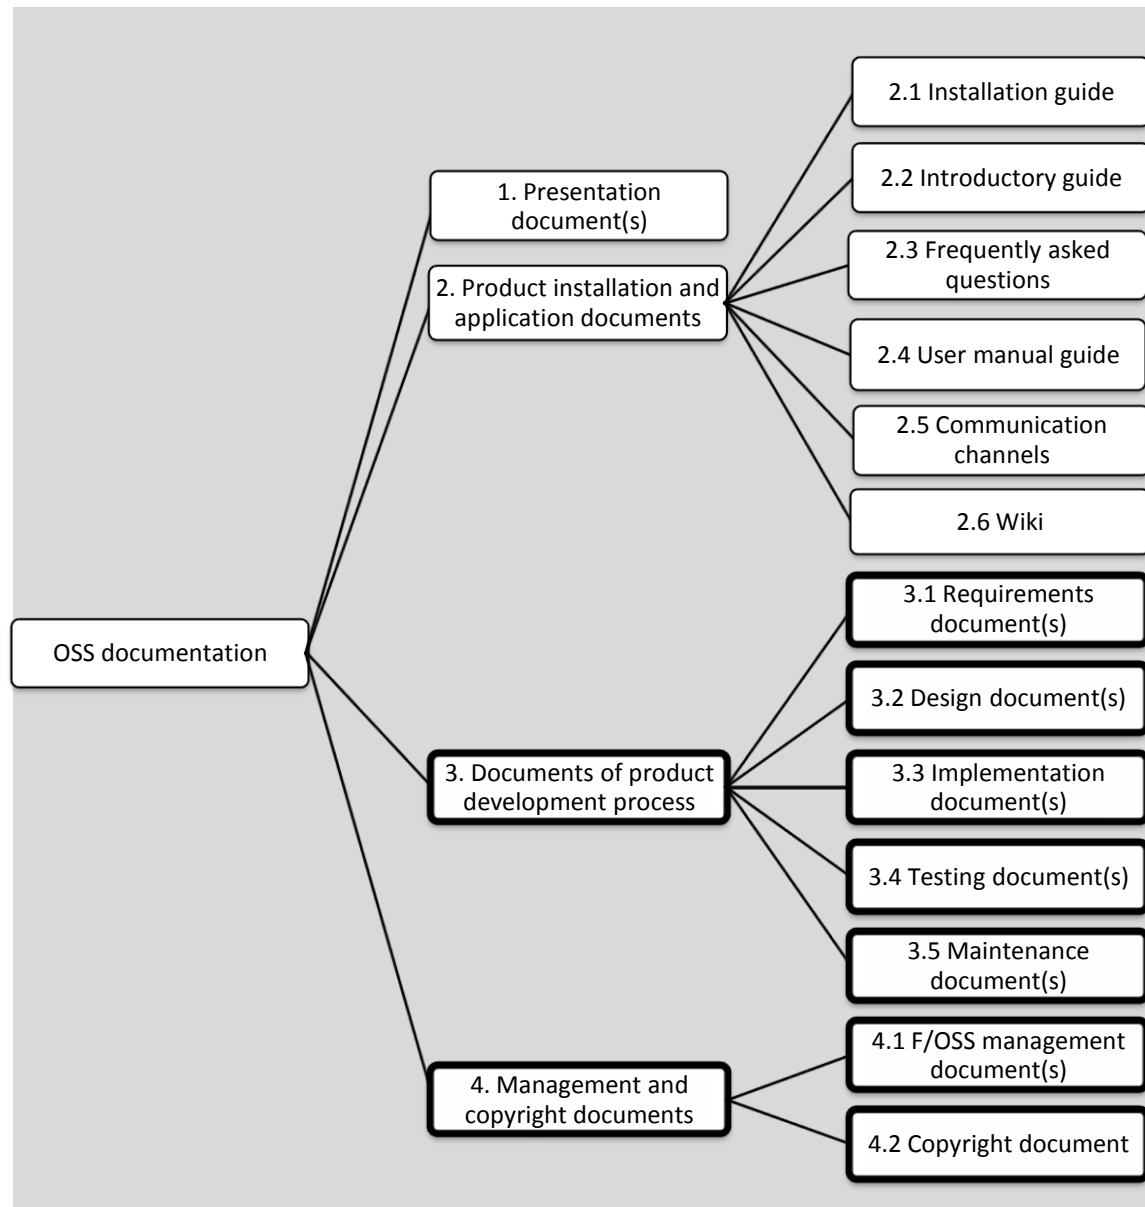 OSS documentation
1. Presentation
document(s)
2. Product installation and
application documents
2.1 Installation guide
2.2 Introductory guide
2.3 Frequently asked
questions
2.4 User manual guide
2.5 Communication
channels
2.6 Wiki
3. Documents of product
development process
3.1 Requirements
document(s)
3.2 Design document(s)
3.3 Implementation
document(s)
3.4 Testing document(s)
3.5 Maintenance
document(s)
4. Management and
copyright documents
4.1 F/OSS management
document(s)
4.2 Copyright document